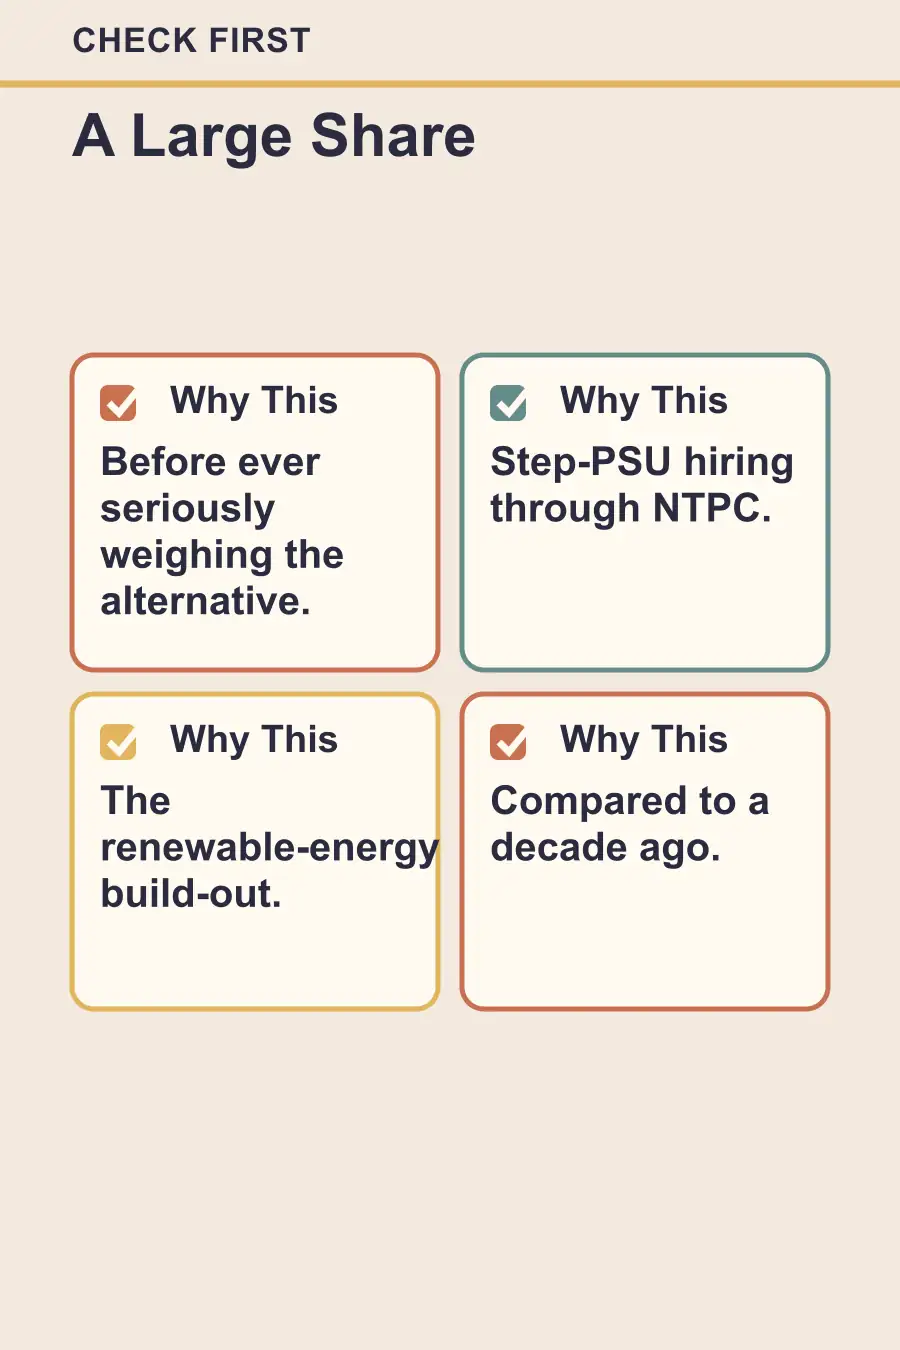 CHECK FIRST
A Large Share
Why This
Before ever
seriously
weighing the
alternative.
Why This
Step-PSU hiring
through NTPC.
Why This
The
renewable-energy
build-out.
Why This
Compared to a
decade ago.